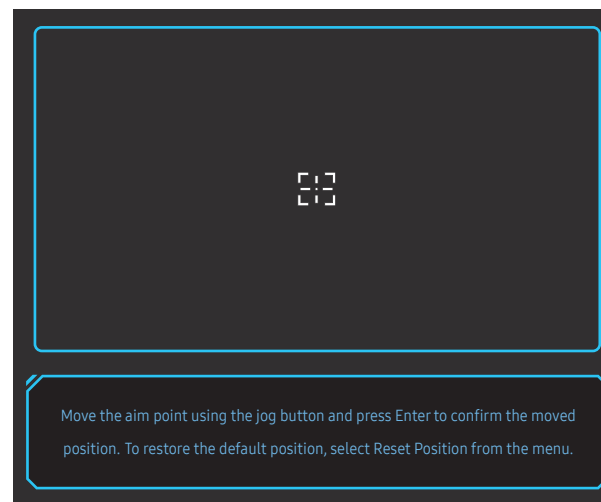 Move the aim point using the jog button and press Enter to confirm the moved
position. To restore the default position, select Reset Position from the menu.